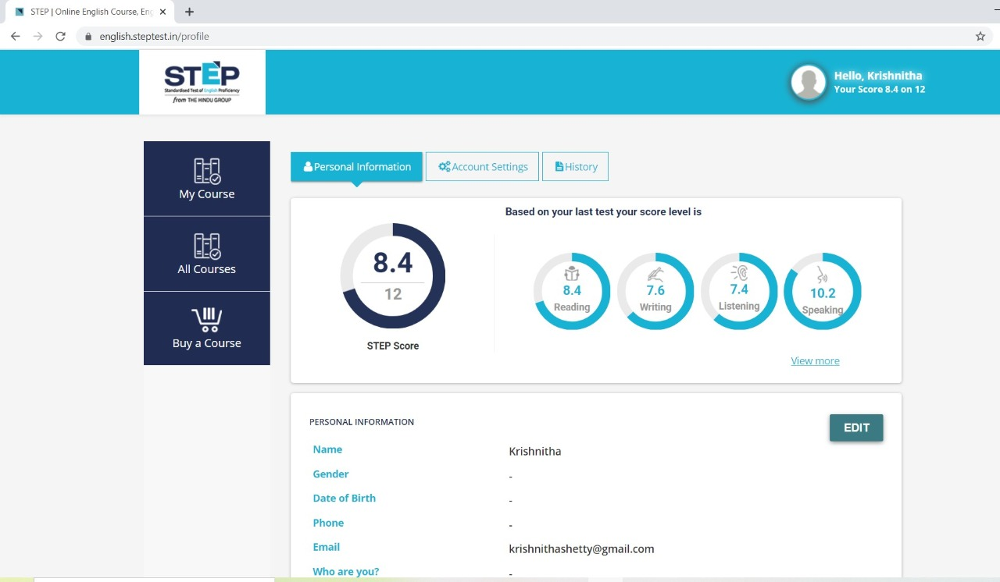 STEP | Online English Course, Eng
english.steptest.in/profile
STEP
Standardised Test of English Proficiency
from THE HINDU GROUP
Hello, Krishnitha
Your Score 8.4 on 12
My Course
All Courses
Buy a Course
Personal Information
Account Settings
History
Based on your last test your score level is
8.4
12
STEP Score
8.4
Reading
7.6
Writing
7.4
Listening
10.2
Speaking
View more
PERSONAL INFORMATION
EDIT
Name Krishnitha
Gender -
Date of Birth -
Phone -
Email krishnithashetty@gmail.com
Who are you? -